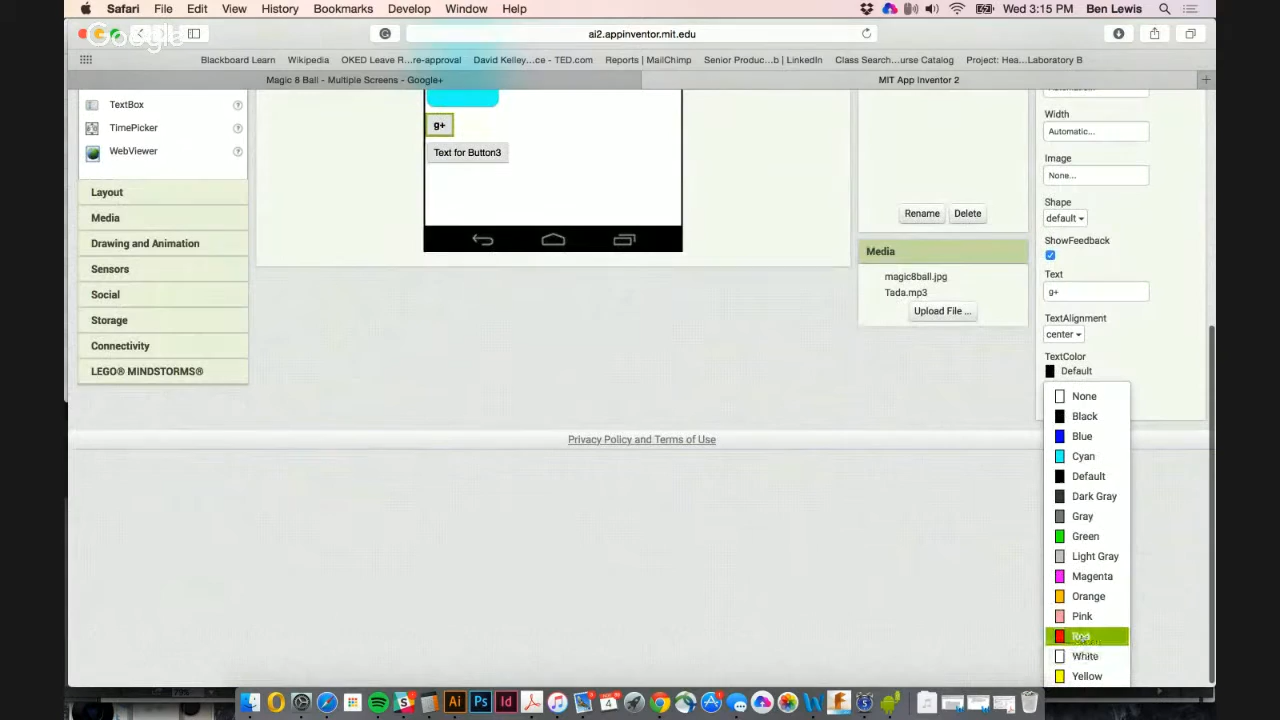 Safari File Edit View History Bookmarks Develop Window Help Wed 3:15 PM Ben Lewis
Google
ai2.appinventor.mit.edu
Blackboard Learn Wikipedia OKED Leave R...re-approval David Kelley...ce - TED.com Reports | MailChimp Senior Produc...b | LinkedIn Class Search...urse Catalog Project: Hea...Laboratory B
Magic 8 Ball - Multiple Screens - Google+ MIT App Inventor 2
TextBox
TimePicker
WebViewer
Layout
Media
Drawing and Animation
Sensors
Social
Storage
Connectivity
LEGO® MINDSTORMS®
g+
Text for Button3
Rename Delete
Media
magic8ball.jpg
Tada.mp3
Upload File ...
Width
Automatic...
Image
None...
Shape
default
ShowFeedback
Text
g+
TextAlignment
center
TextColor
Default
None
Black
Blue
Cyan
Default
Dark Gray
Gray
Green
Light Gray
Magenta
Orange
Pink
Red
White
Yellow
Privacy Policy and Terms of Use
Ai Ps Id